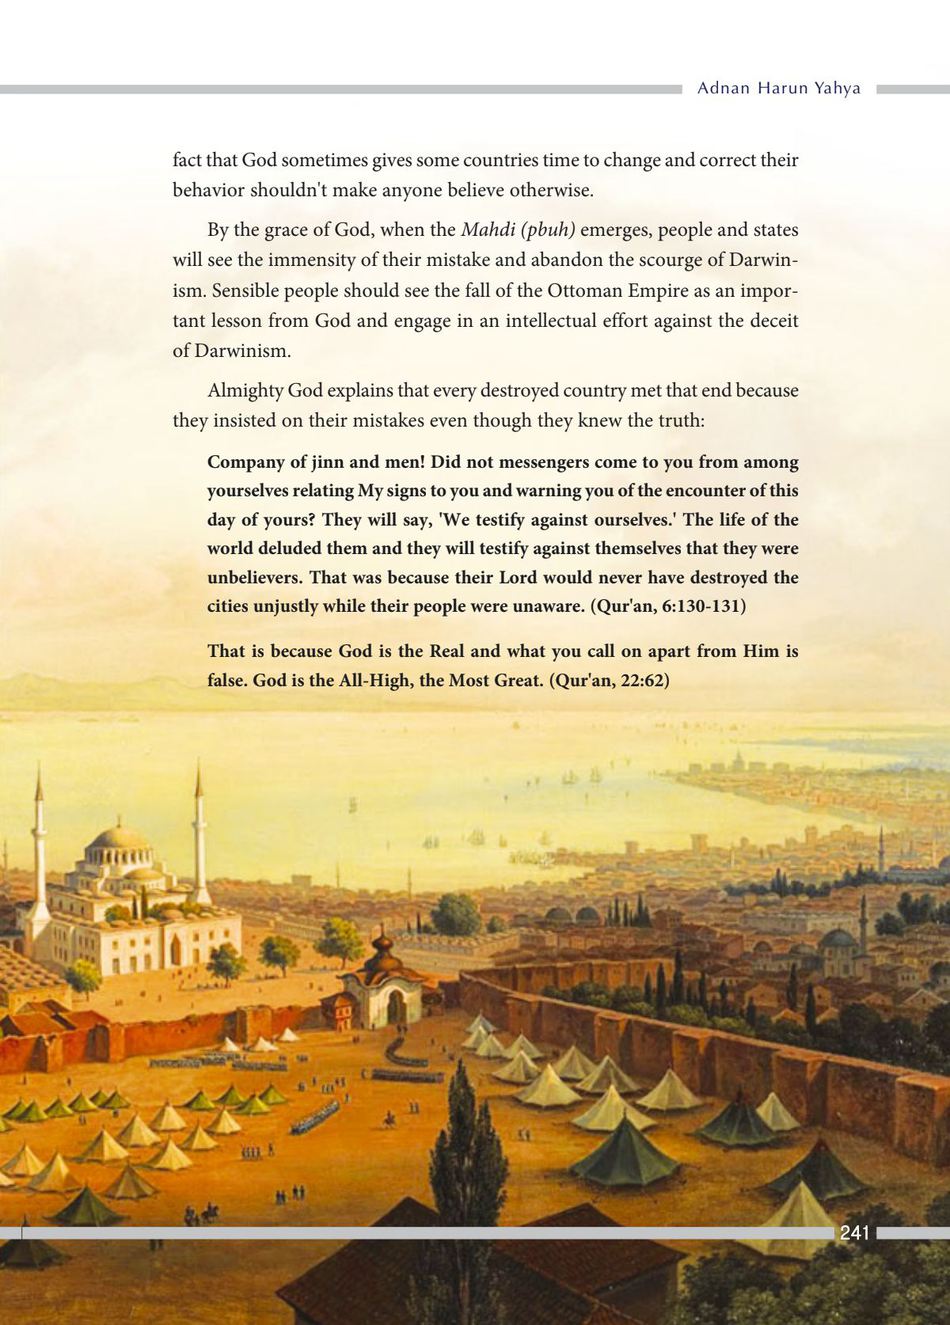 Adnan Harun Yahya
fact that God sometimes gives some countries time to change and correct their
behavior shouldn't make anyone believe otherwise.
By the grace of God, when the Mahdi (pbuh) emerges, people and states
will see the immensity of their mistake and abandon the scourge of Darwin-
ism. Sensible people should see the fall of the Ottoman Empire as an impor-
tant lesson from God and engage in an intellectual effort against the deceit
of Darwinism.
Almighty God explains that every destroyed country met that end because
they insisted on their mistakes even though they knew the truth:
Company of jinn and men! Did not messengers come to you from among
yourselves relating My signs to you and warning you of the encounter of this
day of yours? They will say, 'We testify against ourselves.' The life of the
world deluded them and they will testify against themselves that they were
unbelievers. That was because their Lord would never have destroyed the
cities unjustly while their people were unaware. (Qur'an, 6:130-131)
That is because God is the Real and what you call on apart from Him is
false. God is the All-High, the Most Great. (Qur'an, 22:62)
241